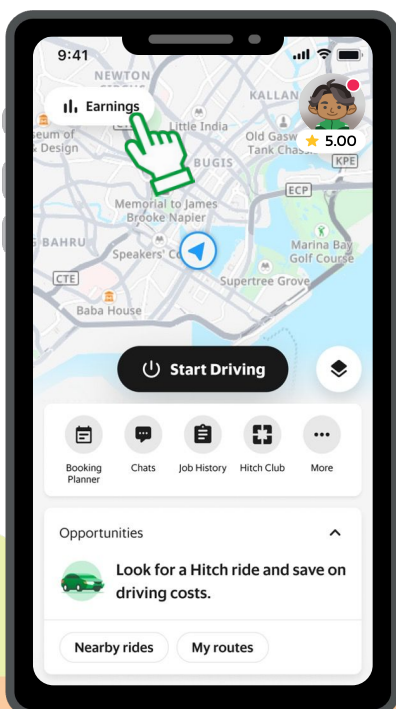 9:41
NEWTON
KALLAN
Earnings
Little India
seum of
Design
Old Gasw
Tank Chas
5.00
KPE
BUGIS
ECP
Memorial to James
Brooke Napier
BAHRU
Speakers' Co
Marina Bay
Golf Course
CTE
Supertree Grove
Baba House
Start Driving
Booking
Planner
Chats
Job History
Hitch Club
More
Opportunities
Look for a Hitch ride and save on
driving costs.
Nearby rides
My routes